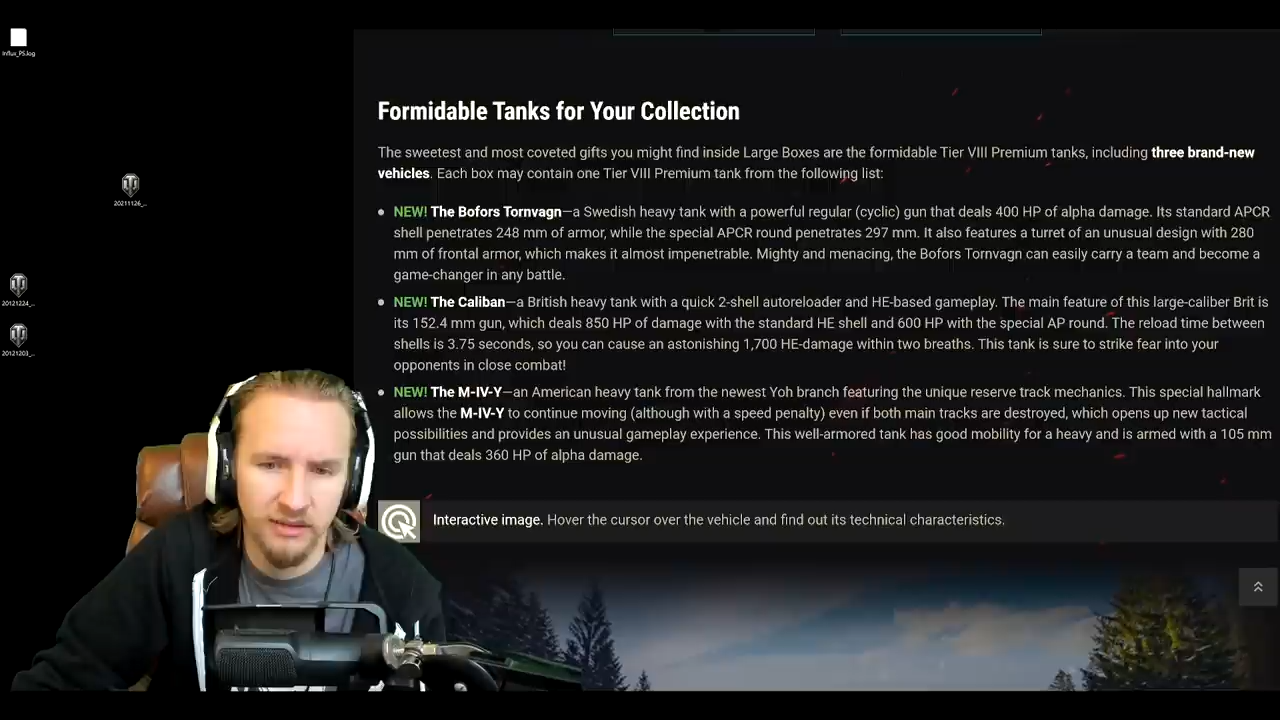 Influx_PS.log
20211126_...
20121224_...
20121203_...
Formidable Tanks for Your Collection
The sweetest and most coveted gifts you might find inside Large Boxes are the formidable Tier VIII Premium tanks, including three brand-new
vehicles. Each box may contain one Tier VIII Premium tank from the following list:
NEW! The Bofors Tornvagn—a Swedish heavy tank with a powerful regular (cyclic) gun that deals 400 HP of alpha damage. Its standard APCR
shell penetrates 248 mm of armor, while the special APCR round penetrates 297 mm. It also features a turret of an unusual design with 280
mm of frontal armor, which makes it almost impenetrable. Mighty and menacing, the Bofors Tornvagn can easily carry a team and become a
game-changer in any battle.
NEW! The Caliban—a British heavy tank with a quick 2-shell autoreloader and HE-based gameplay. The main feature of this large-caliber Brit is
its 152.4 mm gun, which deals 850 HP of damage with the standard HE shell and 600 HP with the special AP round. The reload time between
shells is 3.75 seconds, so you can cause an astonishing 1,700 HE-damage within two breaths. This tank is sure to strike fear into your
opponents in close combat!
NEW! The M-IV-Y—an American heavy tank from the newest Yoh branch featuring the unique reserve track mechanics. This special hallmark
allows the M-IV-Y to continue moving (although with a speed penalty) even if both main tracks are destroyed, which opens up new tactical
possibilities and provides an unusual gameplay experience. This well-armored tank has good mobility for a heavy and is armed with a 105 mm
gun that deals 360 HP of alpha damage.
Interactive image. Hover the cursor over the vehicle and find out its technical characteristics.